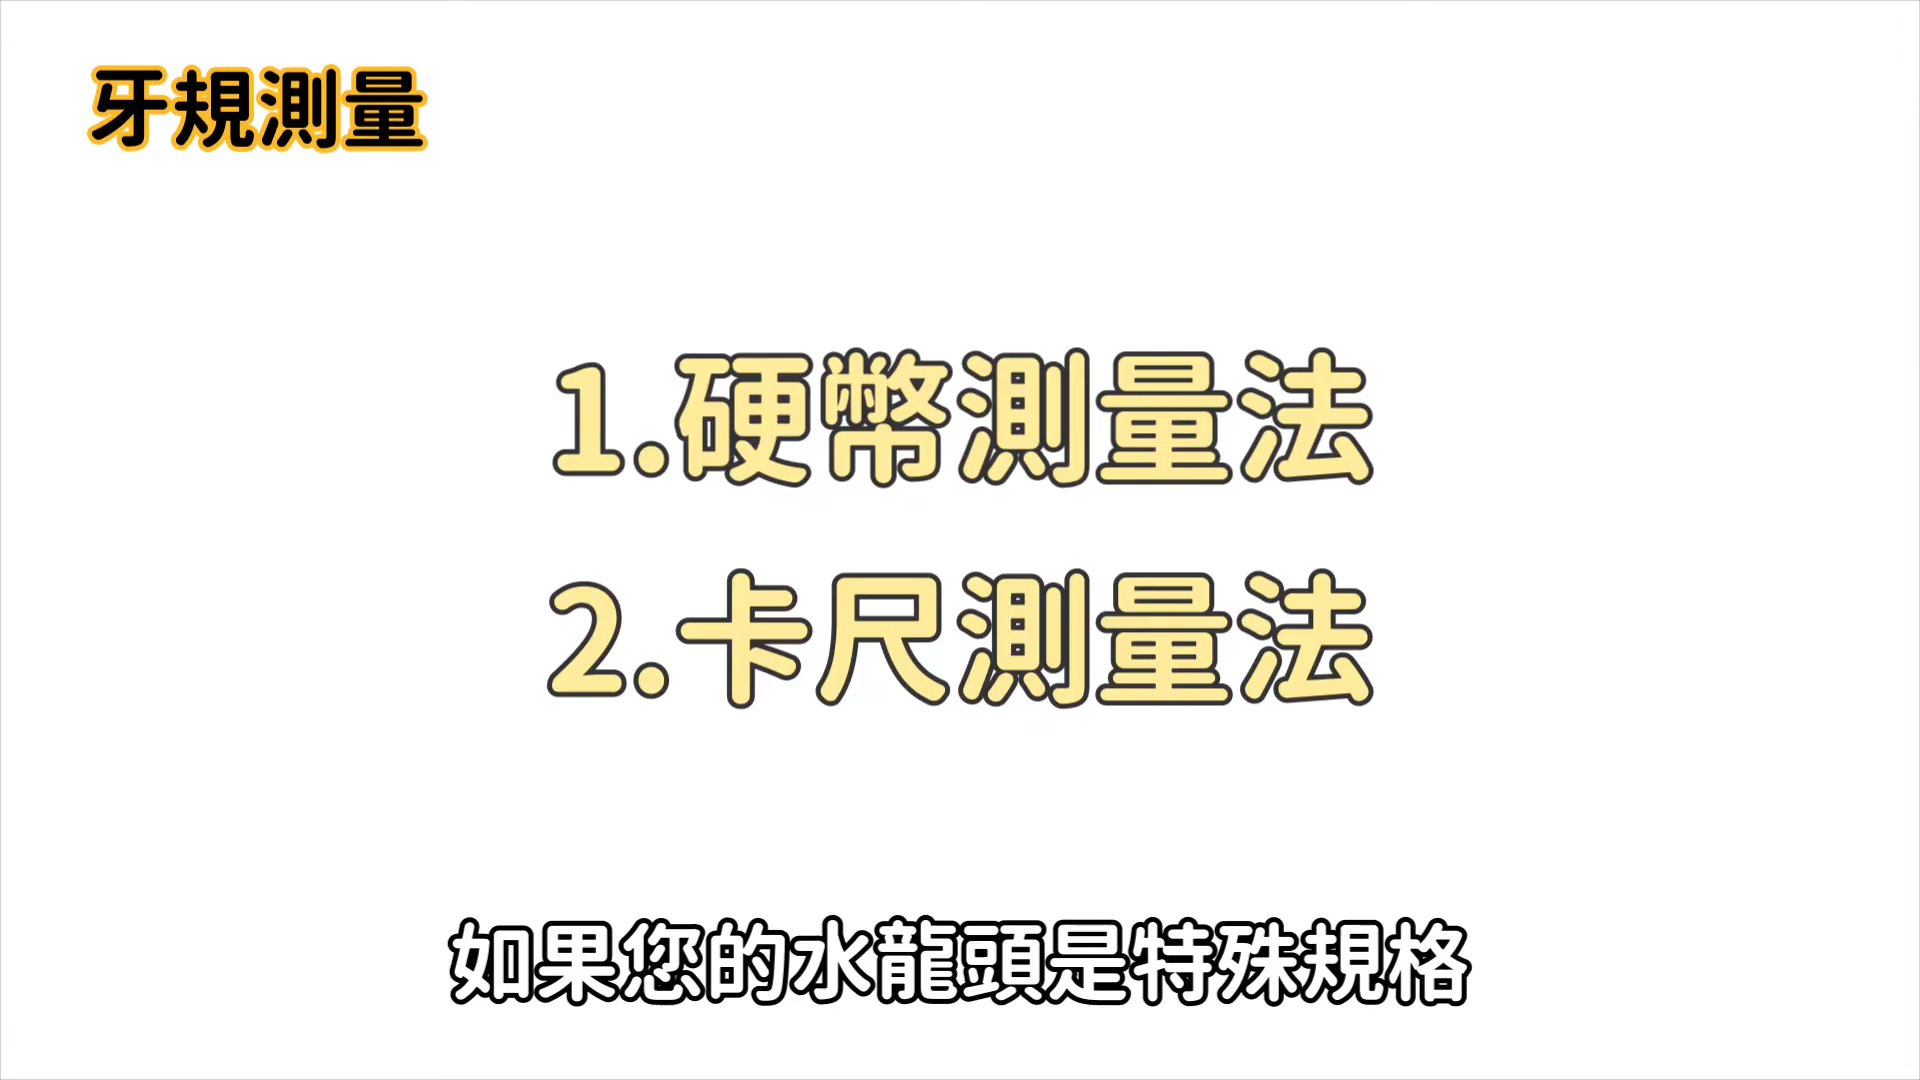 牙規測量
1.硬幣測量法
2.卡尺測量法
如果您的水龍頭是特殊規格